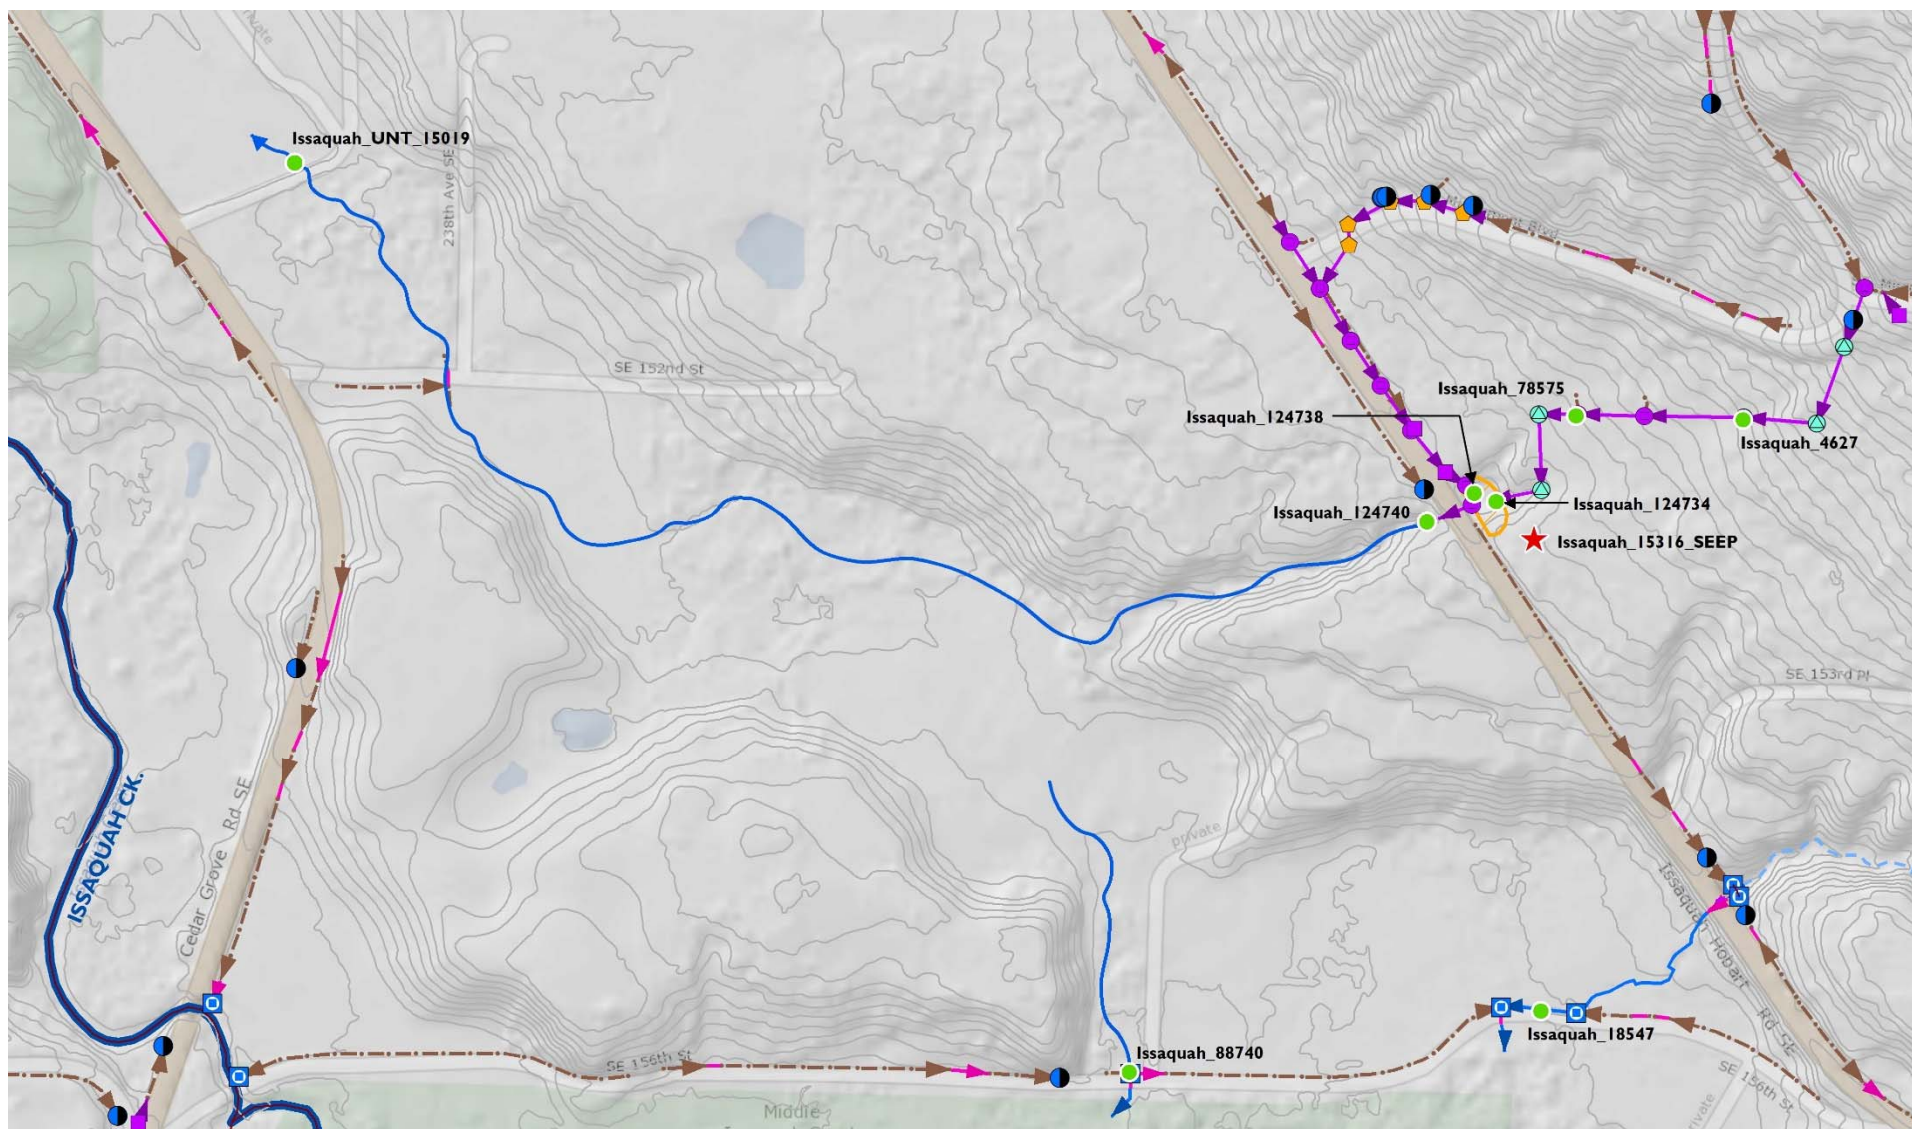 private
Issaquah_UNT_15019
238th Ave SE
SE 152nd St
Issaquah_78575
Issaquah_124738
Issaquah_4627
Issaquah_124740
Issaquah_124734
Issaquah_15316_SEEP
SE 153rd Pl
ISSAQUAH CK.
Cedar Grove Rd SE
private
Issaquah Hobart Rd SE
Issaquah_18547
Issaquah_88740
SE 156th St
SE 156th St
private
Middle